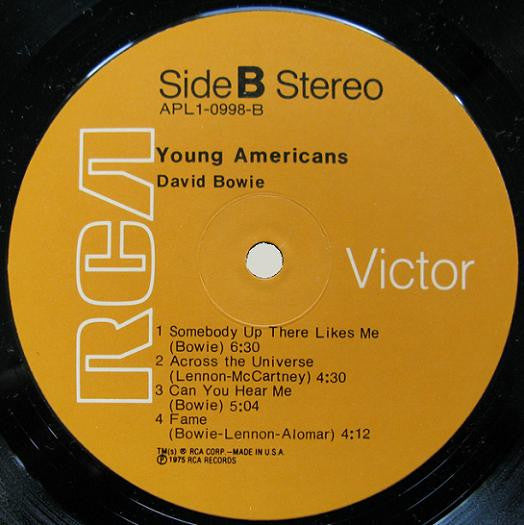 Side B Stereo
APL1-0998-B
Young Americans
David Bowie
RCA
Victor
1 Somebody Up There Likes Me
(Bowie) 6:30
2 Across the Universe
(Lennon-McCartney) 4:30
3 Can You Hear Me
(Bowie) 5:04
4 Fame
(Bowie-Lennon-Alomar) 4:12
TM(s) ® RCA CORP.—MADE IN U.S.A.
℗ 1975 RCA RECORDS